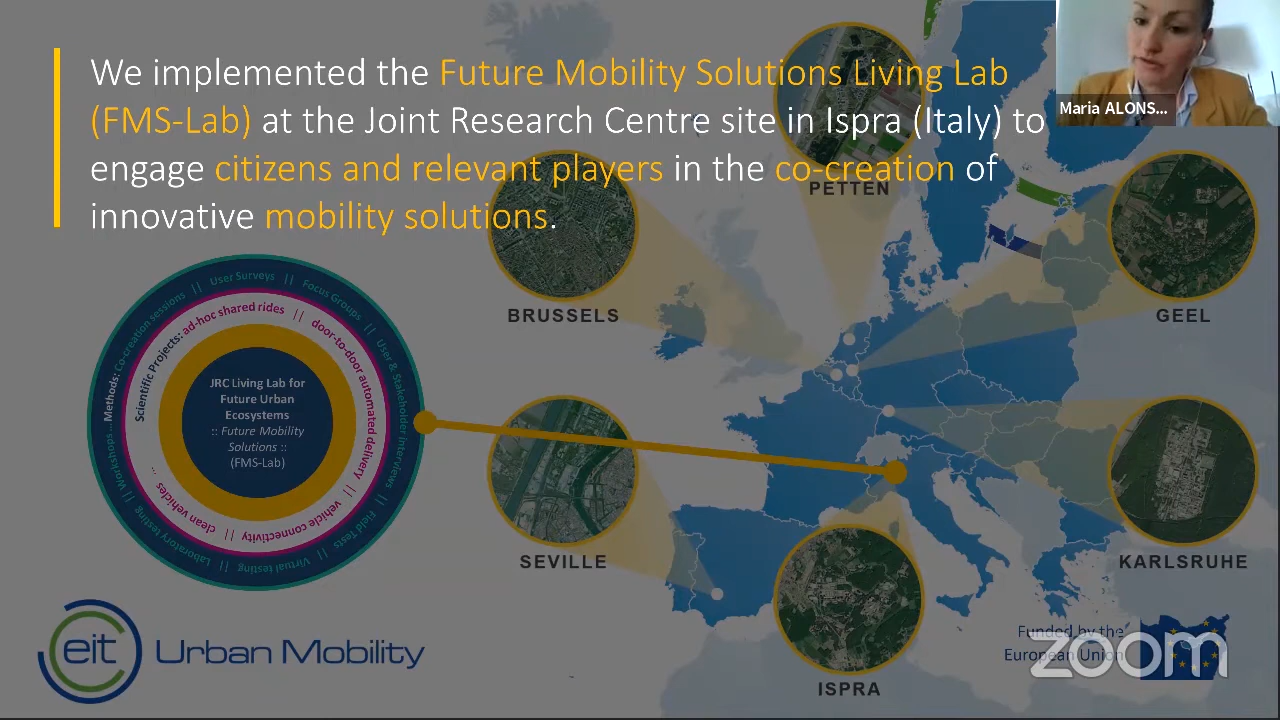 We implemented the Future Mobility Solutions Living Lab
(FMS-Lab) at the Joint Research Centre site in Ispra (Italy) to
engage citizens and relevant players in the co-creation of
innovative mobility solutions.
Maria ALONS...
PETTEN
BRUSSELS
GEEL
Methods: Co-creation sessions || User Surveys || Focus Groups || User & Stakeholder interviews || Field Tests || Virtual testing || Laboratory testing || Workshops...
Scientific Projects: ad-hoc shared rides || door-to-door automated delivery || vehicle connectivity || clean vehicles ...
JRC Living Lab for
Future Urban
Ecosystems
:: Future Mobility
Solutions ::
(FMS-Lab)
SEVILLE
KARLSRUHE
ISPRA
eit Urban Mobility
Funded by the
European Union
zoom